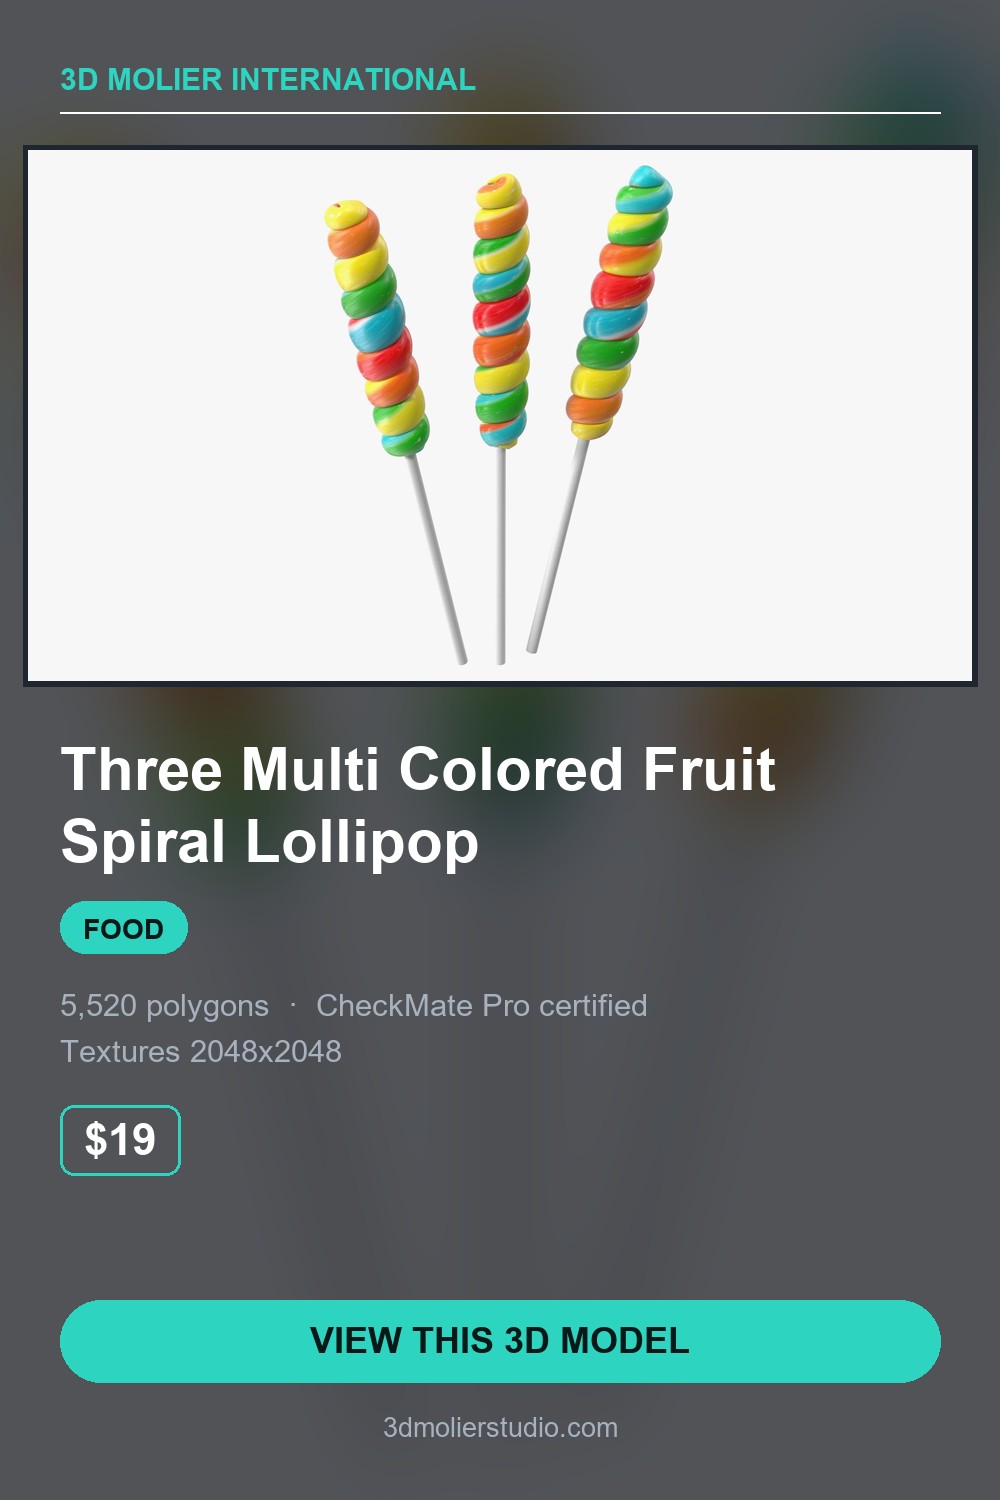 3D MOLIER INTERNATIONAL
Three Multi Colored Fruit
Spiral Lollipop
FOOD
5,520 polygons · CheckMate Pro certified
Textures 2048x2048
$19
VIEW THIS 3D MODEL
3dmolierstudio.com